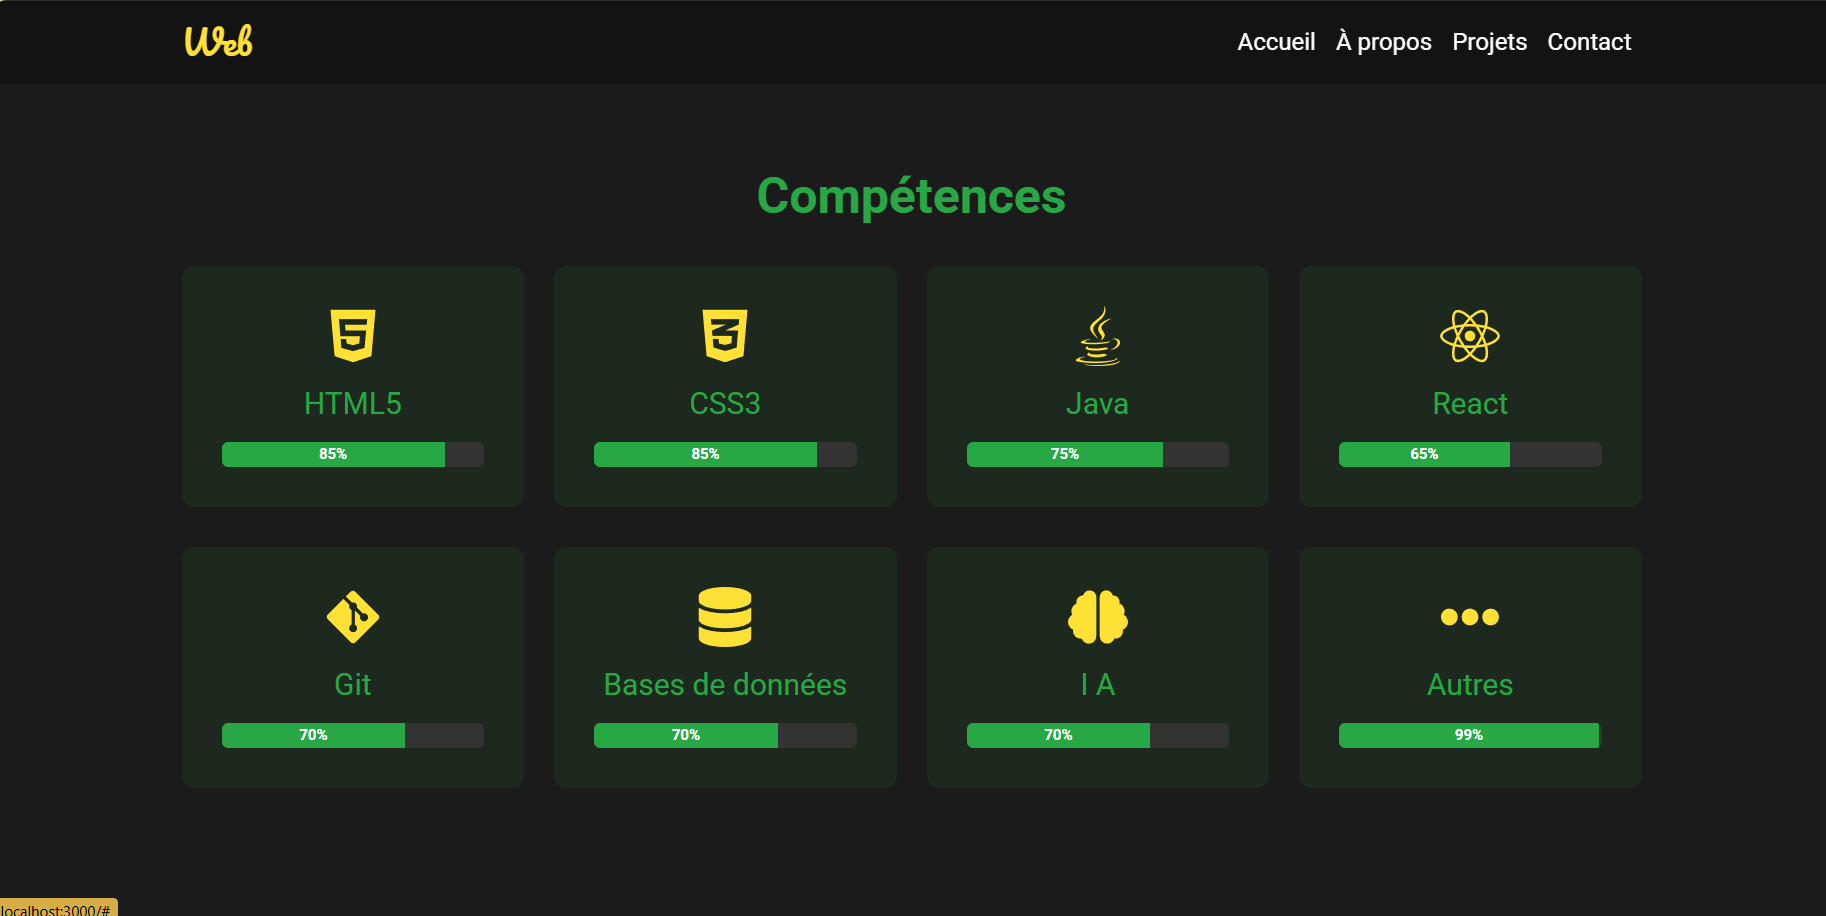 Web
Accueil À propos Projets Contact
Compétences
HTML5 CSS3 Java React
85% 85% 75% 65%
Git Bases de données I A Autres
70% 70% 70% 99%
localhost:3000/#